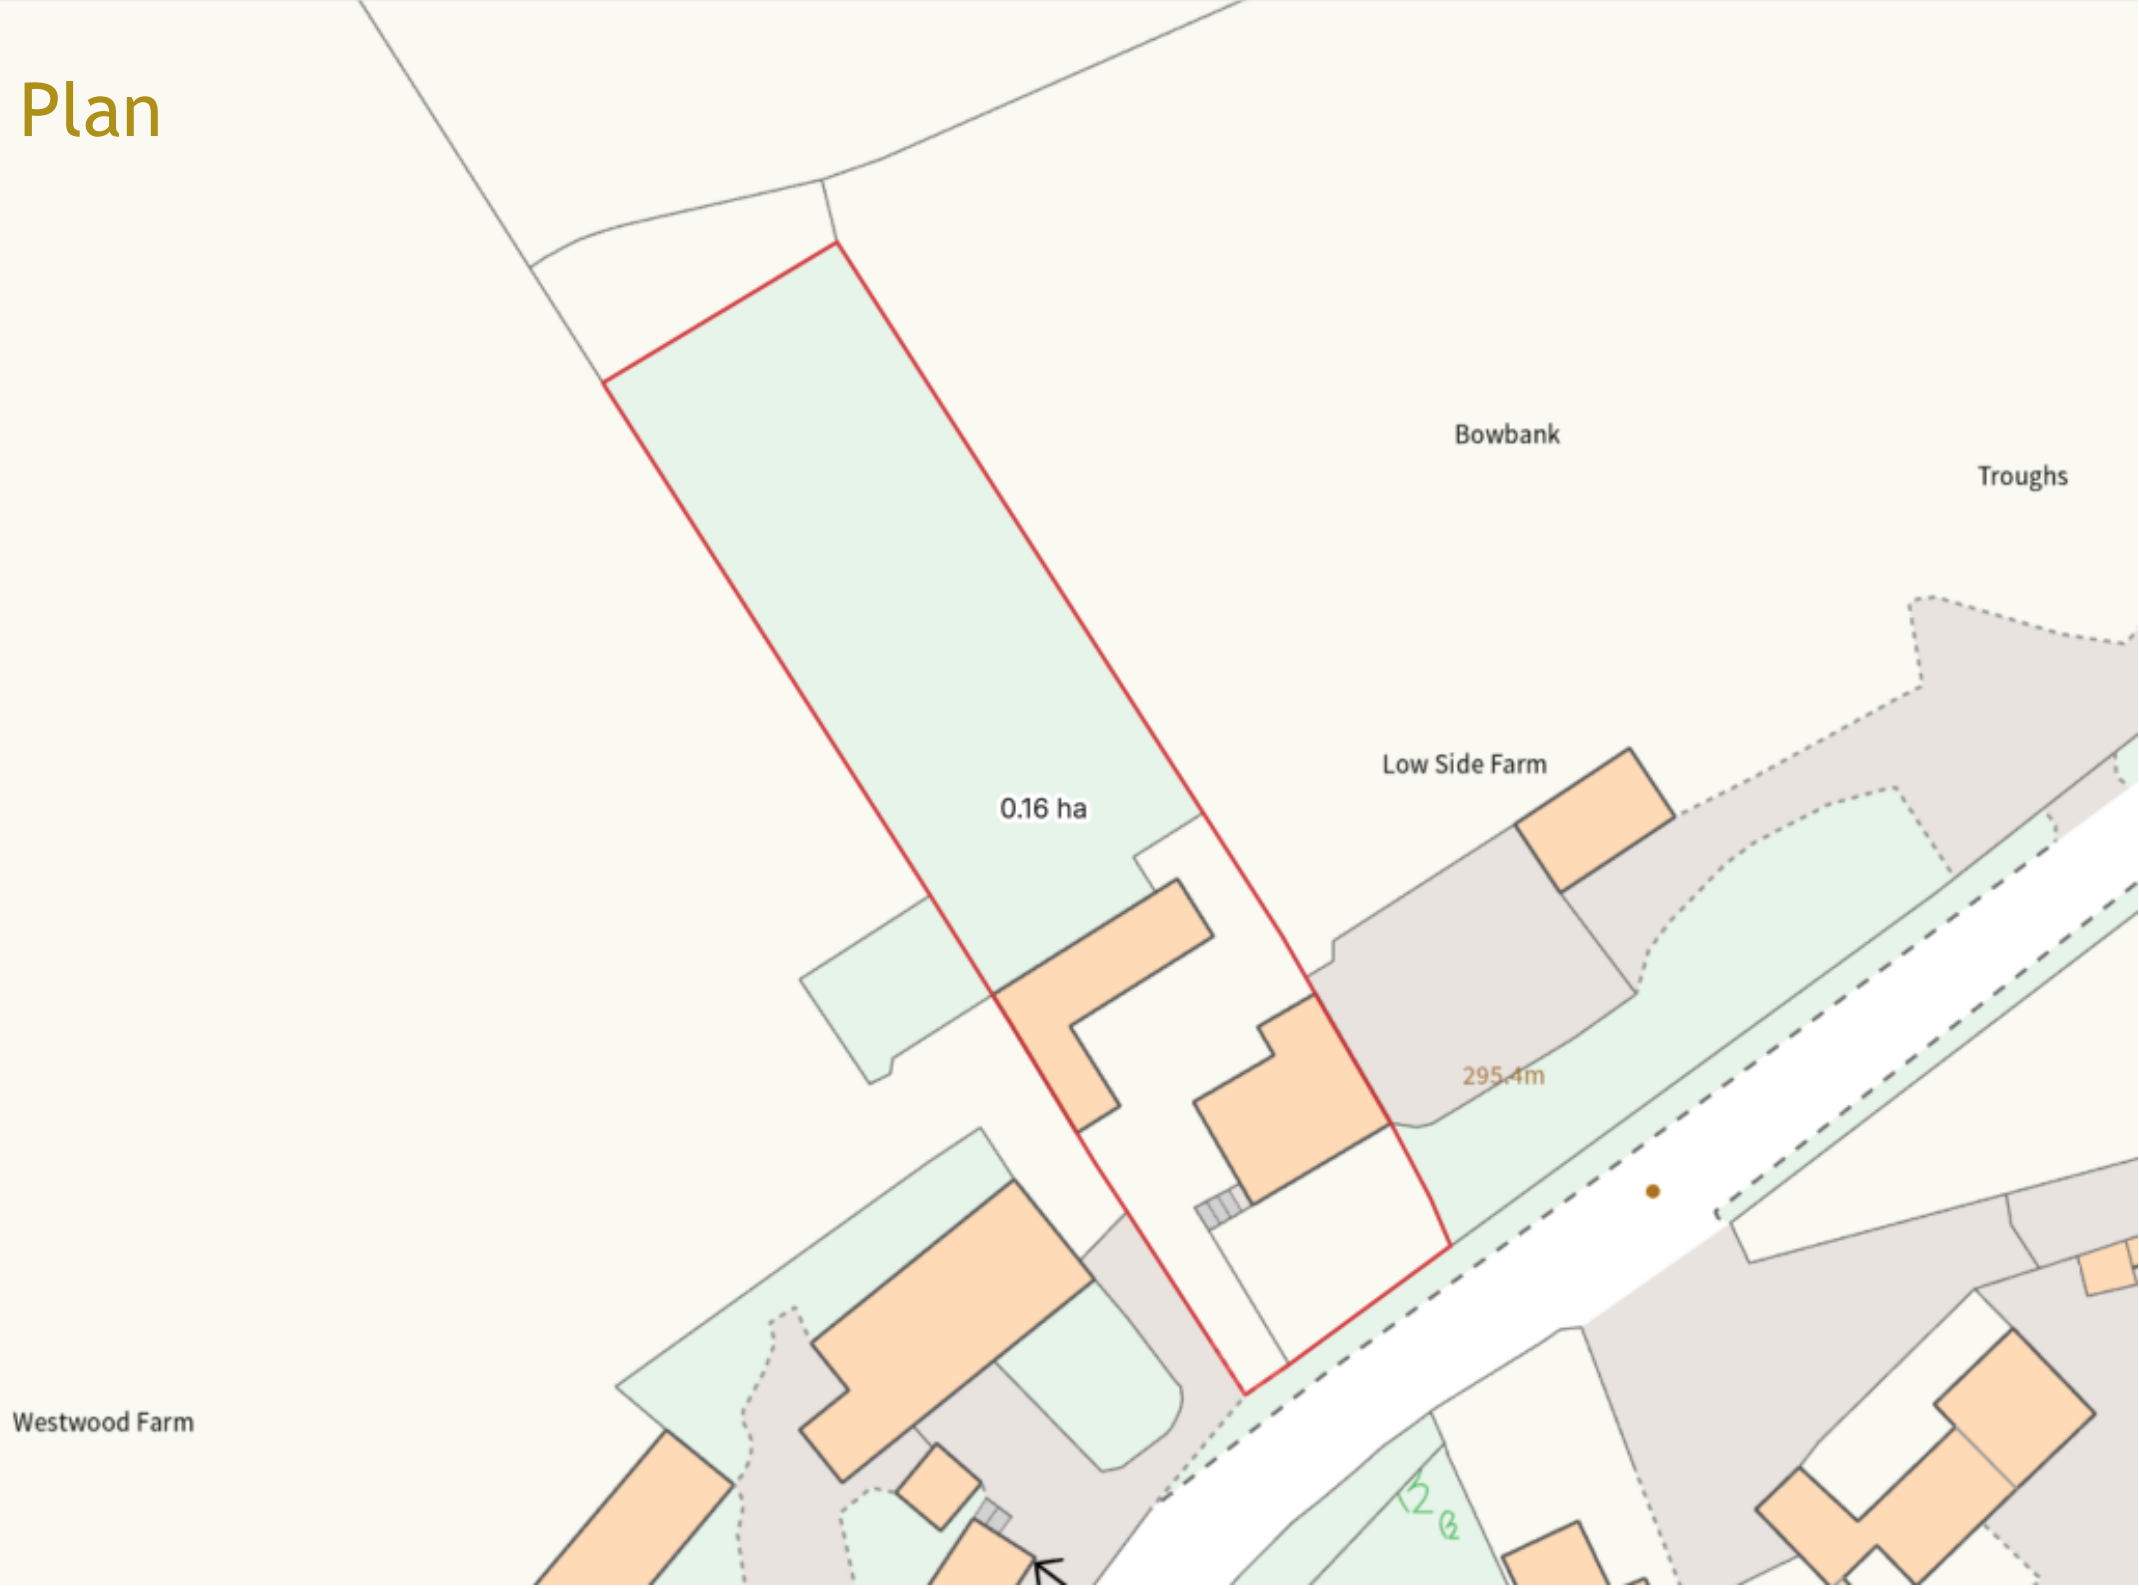 Plan
Bowbank
Troughs
Low Side Farm
0.16 ha
295.4m
Westwood Farm